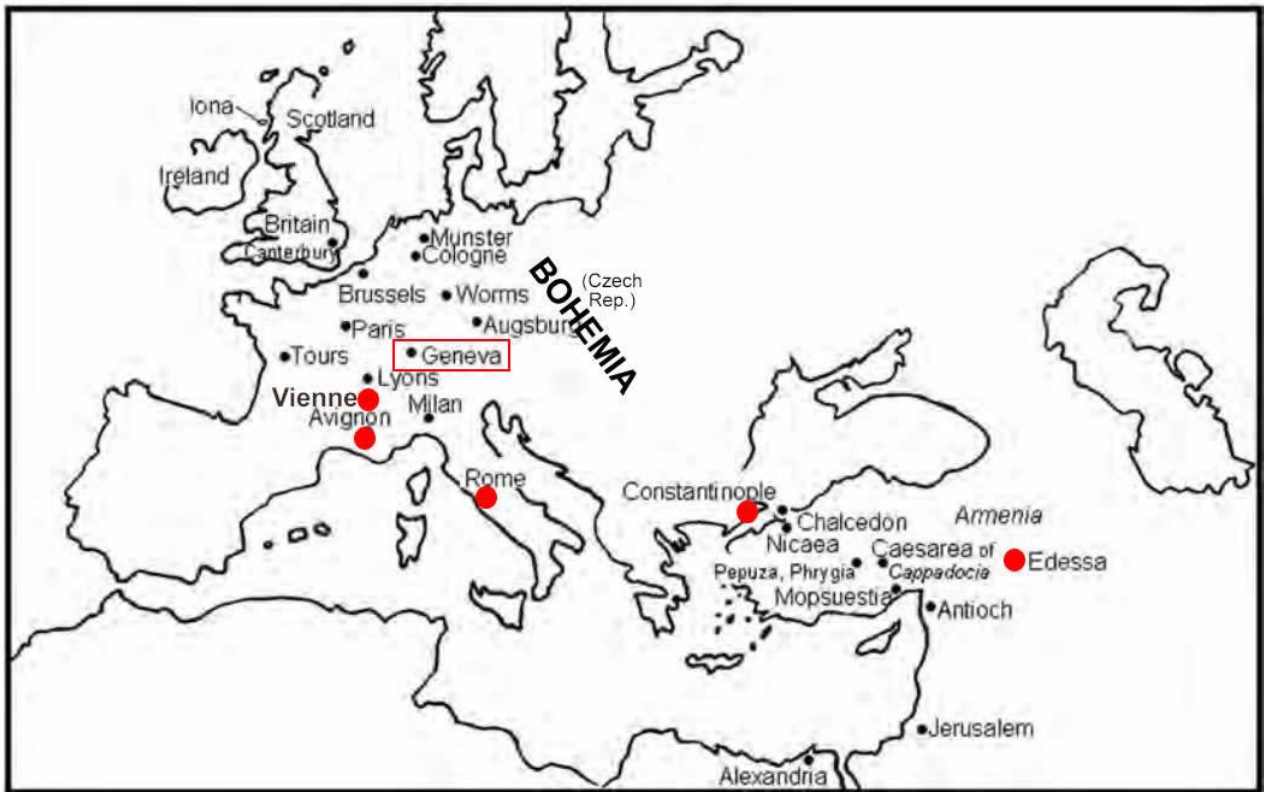 Iona
Scotland
Ireland
Britain
Canterbury
Munster
Cologne
Brussels
Worms
BOHEMIA
(Czech
Rep.)
Paris
Augsburg
Tours
Geneva
Lyons
Vienne
Milan
Avignon
Rome
Constantinople
Chalcedon
Armenia
Nicaea
Caesarea of
Cappadocia
Edessa
Pepuza, Phrygia
Mopsuestia
Antioch
Jerusalem
Alexandria